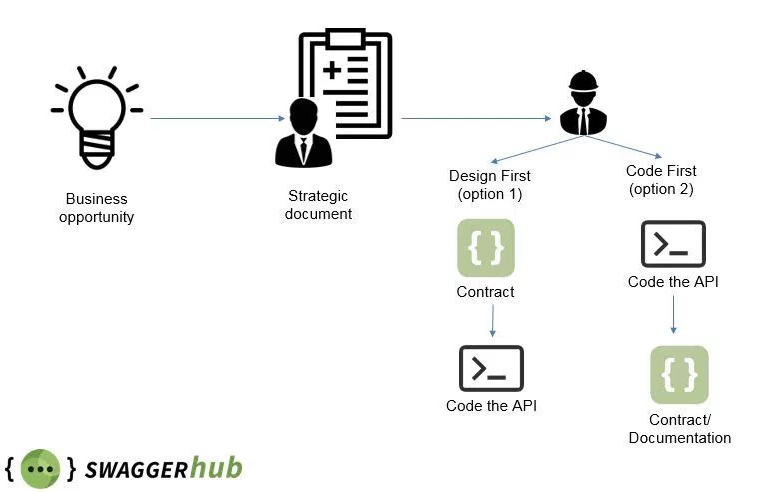 Business
opportunity
Strategic
document
Design First
(option 1)
Contract
Code the API
Code First
(option 2)
Code the API
Contract/
Documentation
{...} SWAGGERhub